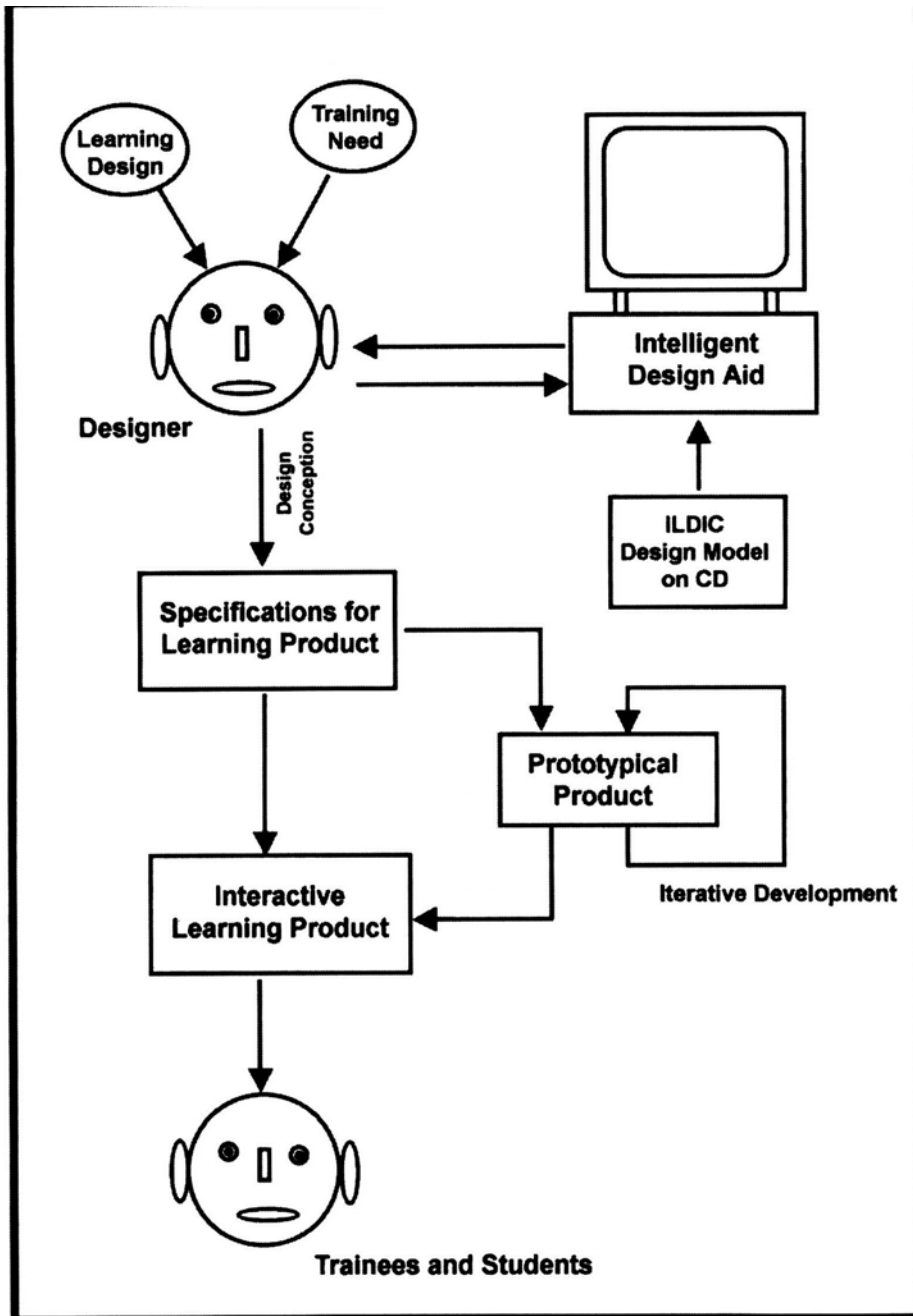 Learning
Design
Training
Need
Intelligent
Design Aid
Designer
Design
Conception
ILDIC
Design Model
on CD
Specifications for
Learning Product
Prototypical
Product
Iterative Development
Interactive
Learning Product
Trainees and Students